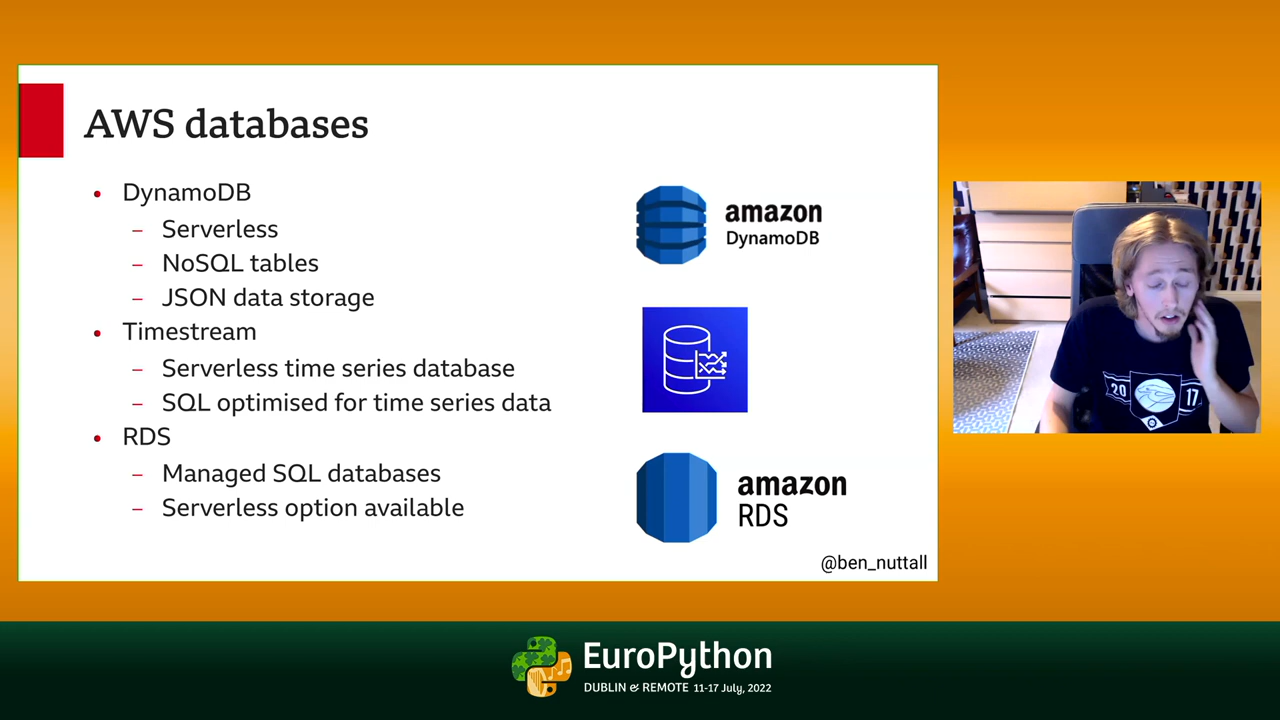 AWS databases
• DynamoDB
– Serverless
– NoSQL tables
– JSON data storage
• Timestream
– Serverless time series database
– SQL optimised for time series data
• RDS
– Managed SQL databases
– Serverless option available
amazon
DynamoDB
amazon
RDS
@ben_nuttall
20 17
EuroPython
DUBLIN & REMOTE 11-17 July, 2022